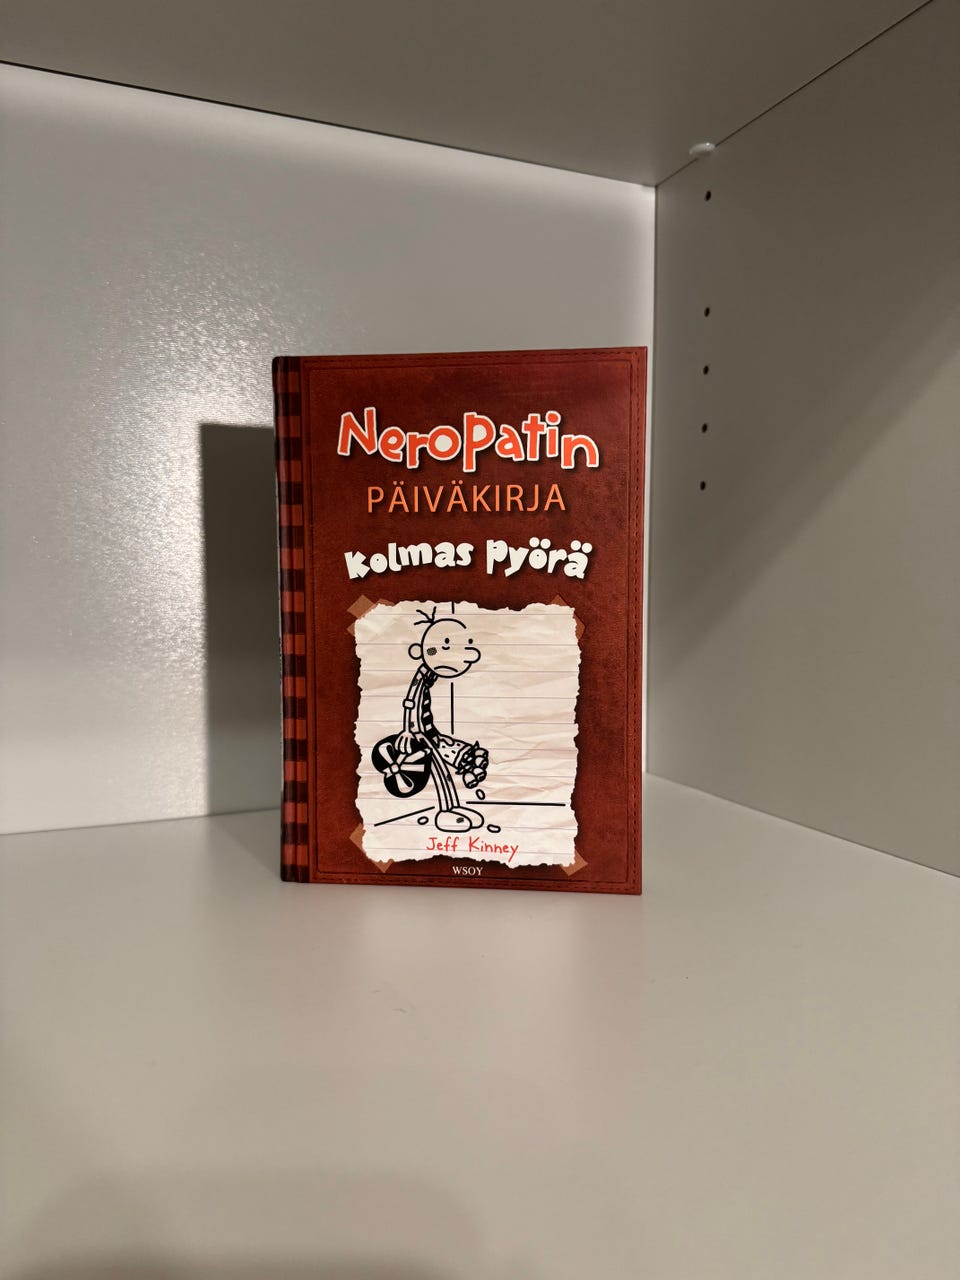 Neropatin
PÄIVÄKIRJA
Kolmas pyörä
Jeff Kinney
WSOY